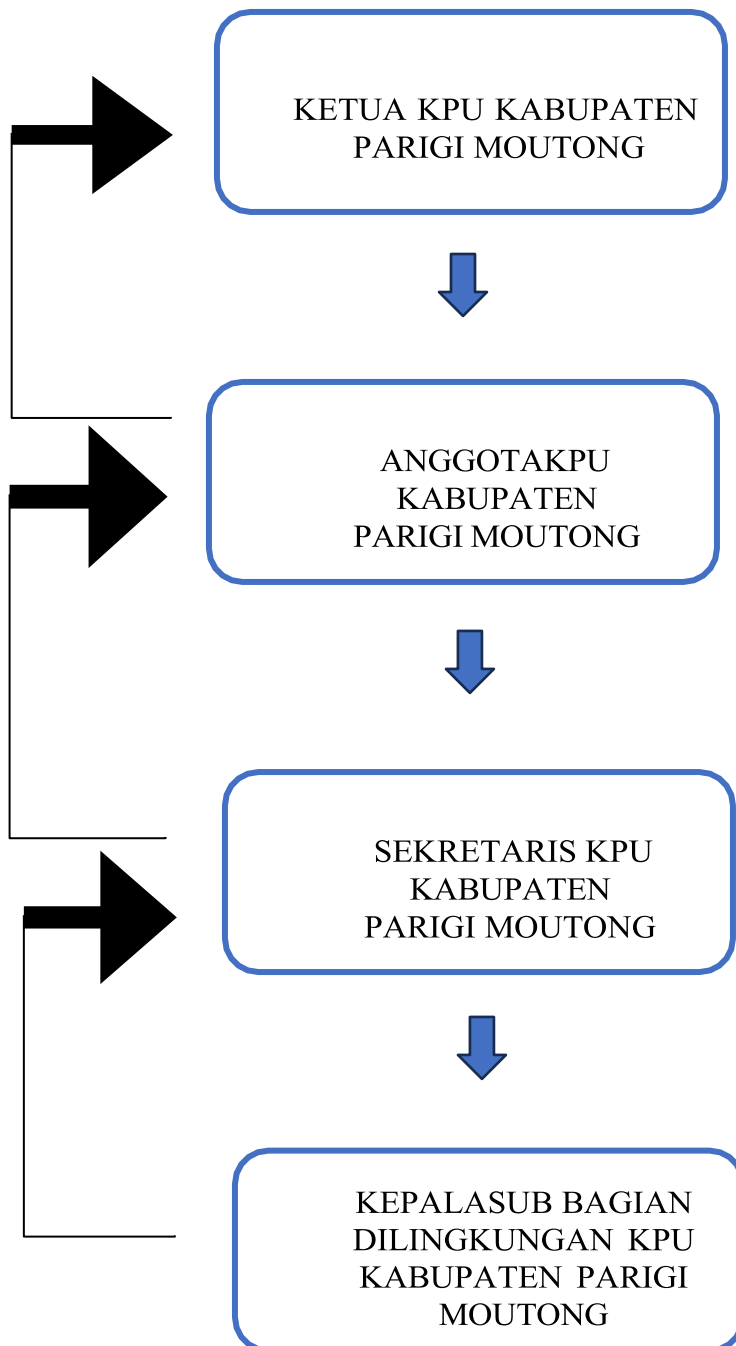 KETUA KPU KABUPATEN
PARIGI MOUTONG
ANGGOTAKPU
KABUPATEN
PARIGI MOUTONG
SEKRETARIS KPU
KABUPATEN
PARIGI MOUTONG
KEPALASUB BAGIAN
DILINGKUNGAN KPU
KABUPATEN PARIGI
MOUTONG